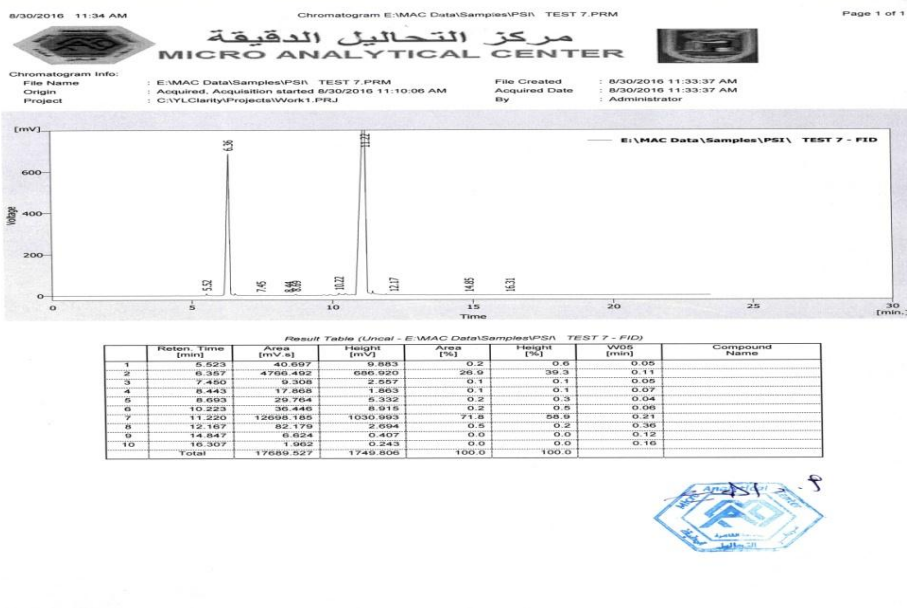 8/30/2016 11:34 AM Chromatogram E:\MAC Data\Samples\PSI\ TEST 7.PRM Page 1 of 1
مركز التحاليل الدقيقة
MICRO ANALYTICAL CENTER
Chromatogram Info:
File Name : E:\MAC Data\Samples\PSI\ TEST 7.PRM File Created : 8/30/2016 11:33:37 AM
Origin : Acquired, Acquisition started 8/30/2016 11:10:06 AM Acquired Date : 8/30/2016 11:33:37 AM
Project : C:\YLClarity\Projects\Work1.PRJ By : Administrator
[mV]
E:\MAC Data\Samples\PSI\ TEST 7 - FID
6.36
11.22
600
400
Voltage
200
5.52 7.45 8.44 8.69 10.22 12.17 14.85 16.31
0
0 5 10 15 20 25 30
Time [min.]
Result Table (Uncal - E:\MAC Data\Samples\PSI\ TEST 7 - FID)
Reten. Time [min] Area [mV.s] Height [mV] Area [%] Height [%] W05 [min] Compound Name
1 5.523 40.697 9.883 0.2 0.6 0.05
2 6.357 4766.492 686.920 26.9 39.3 0.11
3 7.450 9.308 2.557 0.1 0.1 0.05
4 8.443 17.868 1.863 0.1 0.1 0.07
5 8.693 29.764 5.332 0.2 0.3 0.04
6 10.223 36.446 8.915 0.2 0.5 0.06
7 11.220 12698.185 1030.993 71.8 58.9 0.21
8 12.167 82.179 2.694 0.5 0.2 0.36
9 14.847 6.624 0.407 0.0 0.0 0.12
10 16.307 1.962 0.243 0.0 0.0 0.16
Total 17689.527 1749.806 100.0 100.0